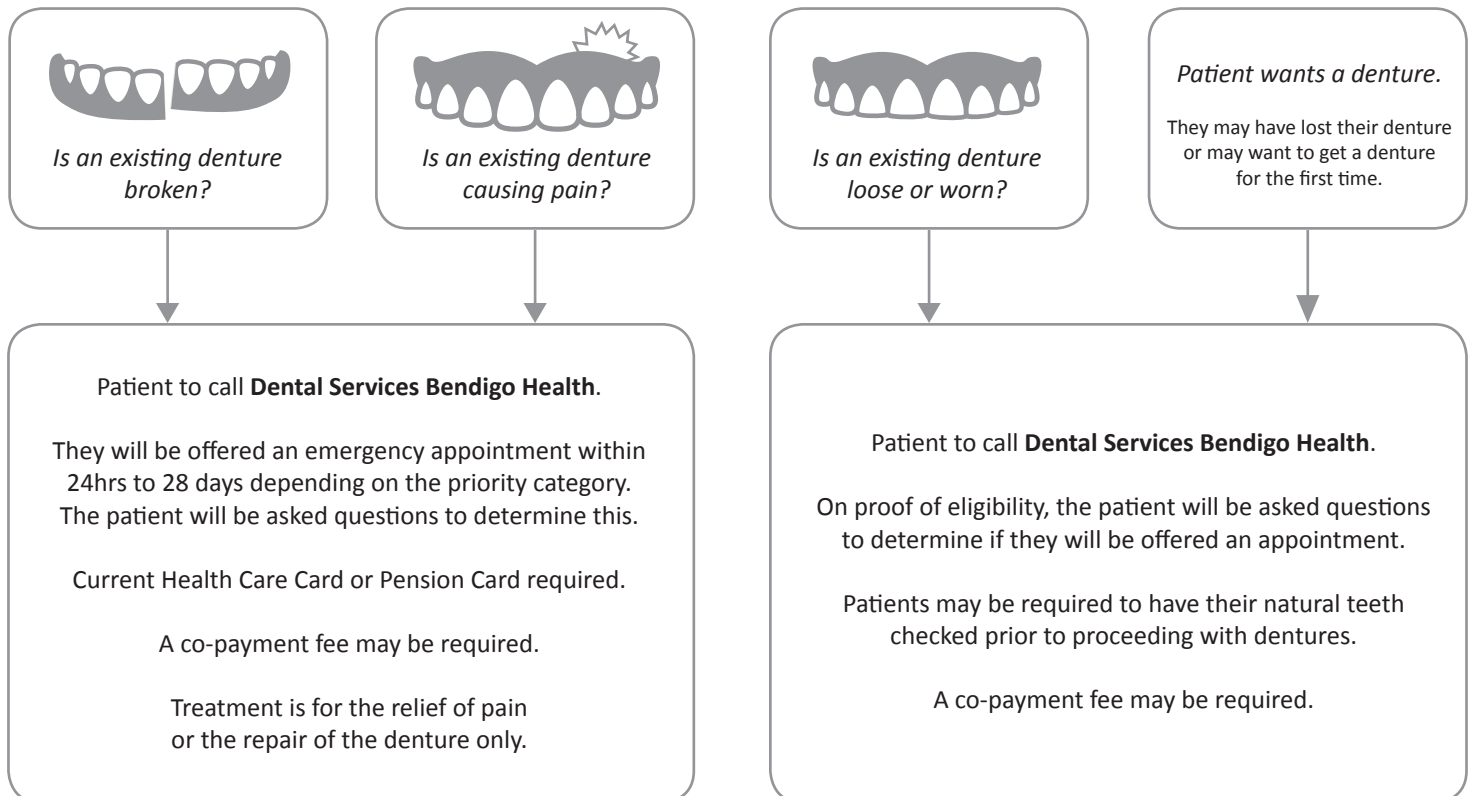 Is an existing denture
broken?
Is an existing denture
causing pain?
Is an existing denture
loose or worn?
Patient wants a denture.
They may have lost their denture
or may want to get a denture
for the first time.
Patient to call Dental Services Bendigo Health.
They will be offered an emergency appointment within
24hrs to 28 days depending on the priority category.
The patient will be asked questions to determine this.
Current Health Care Card or Pension Card required.
A co-payment fee may be required.
Treatment is for the relief of pain
or the repair of the denture only.
Patient to call Dental Services Bendigo Health.
On proof of eligibility, the patient will be asked questions
to determine if they will be offered an appointment.
Patients may be required to have their natural teeth
checked prior to proceeding with dentures.
A co-payment fee may be required.